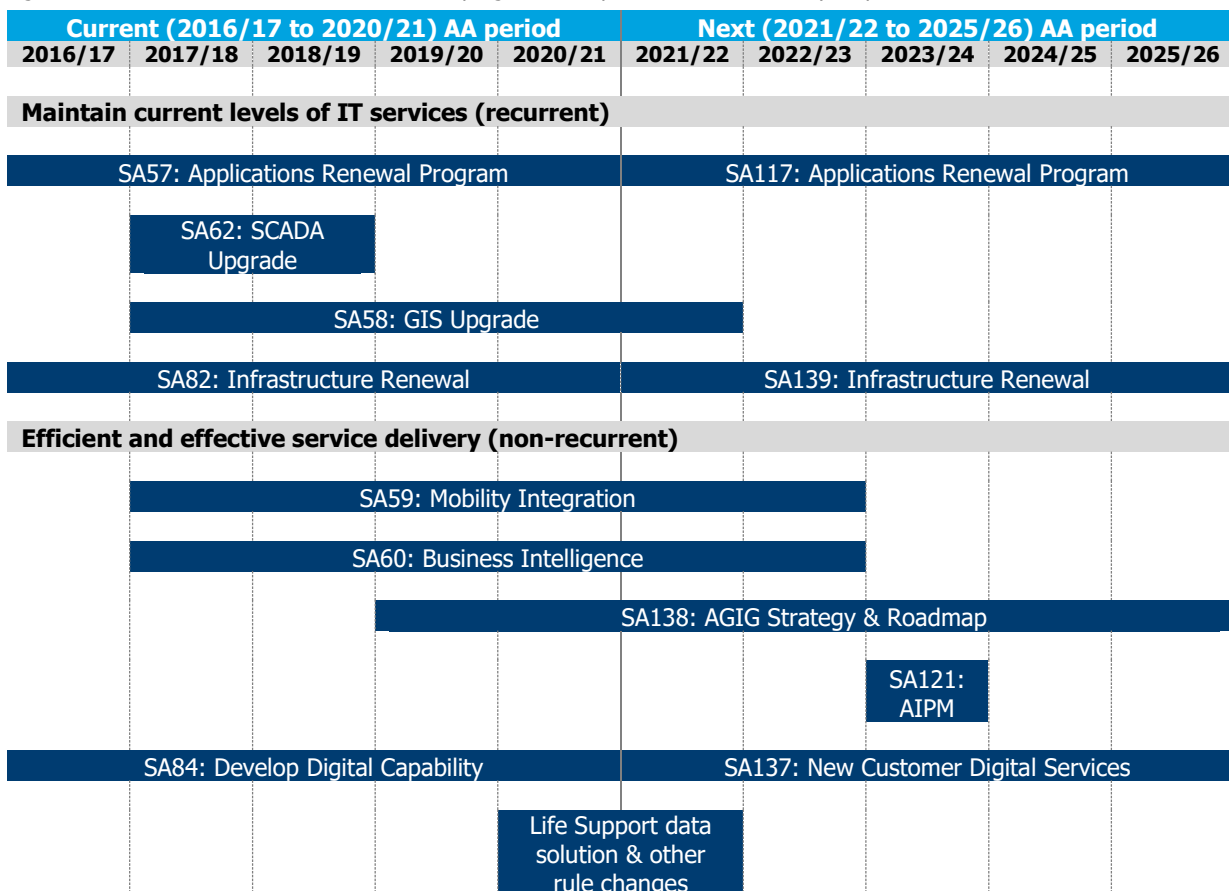 Current (2016/17 to 2020/21) AA period Next (2021/22 to 2025/26) AA period
2016/17 2017/18 2018/19 2019/20 2020/21 2021/22 2022/23 2023/24 2024/25 2025/26
Maintain current levels of IT services (recurrent)
SA57: Applications Renewal Program SA117: Applications Renewal Program
SA62: SCADA
Upgrade
SA58: GIS Upgrade
SA82: Infrastructure Renewal SA139: Infrastructure Renewal
Efficient and effective service delivery (non-recurrent)
SA59: Mobility Integration
SA60: Business Intelligence
SA138: AGIG Strategy & Roadmap
SA121:
AIPM
SA84: Develop Digital Capability SA137: New Customer Digital Services
Life Support data
solution & other
rule changes